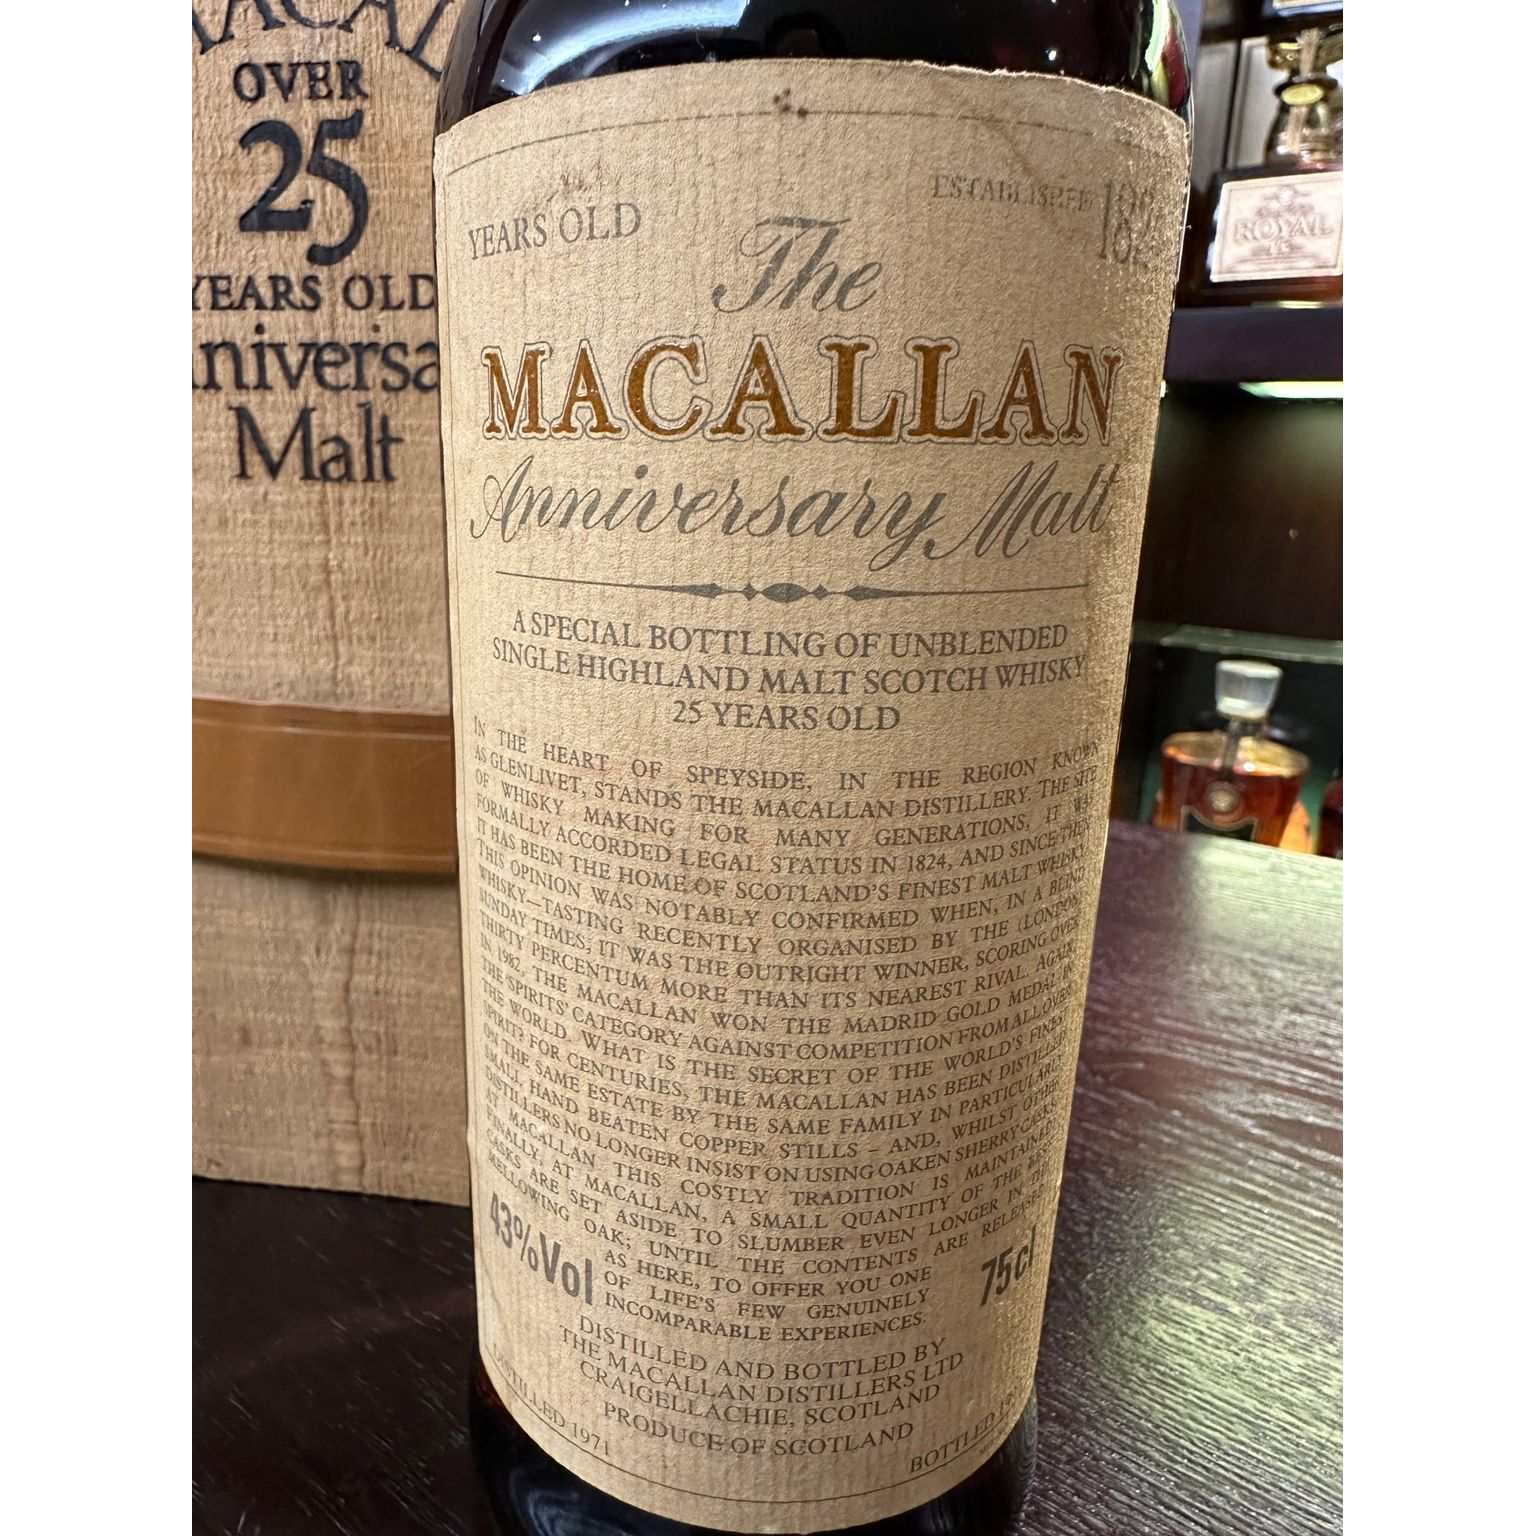 OVER
25
YEARS OLD
Malt
YEARS OLD
ESTABLISHED
The
MACALLAN
Anniversary Malt
A SPECIAL BOTTLING OF UNBLENDED
SINGLE HIGHLAND MALT SCOTCH WHISKY
25 YEARS OLD
IN THE HEART OF SPEYSIDE, IN THE REGION KNOWN
AS GLENLIVET, STANDS THE MACALLAN DISTILLERY. THE SITE
OF WHISKY MAKING FOR MANY GENERATIONS, IT WAS
FORMALLY ACCORDED LEGAL STATUS IN 1824, AND SINCE THEN
IT HAS BEEN THE HOME OF SCOTLAND'S FINEST MALT WHISKY.
THIS OPINION WAS NOTABLY CONFIRMED WHEN, IN A BLIND
WHISKY-TASTING RECENTLY ORGANISED BY THE (LONDON)
SUNDAY TIMES, IT WAS THE OUTRIGHT WINNER, SCORING OVER
THIRTY PERCENTUM MORE THAN ITS NEAREST RIVAL. AGAIN,
IN 1982, THE MACALLAN WON THE MADRID GOLD MEDAL IN
THE 'SPIRITS' CATEGORY AGAINST COMPETITION FROM ALL OVER
THE WORLD. WHAT IS THE SECRET OF THE WORLD'S FINEST
SPIRIT? FOR CENTURIES, THE MACALLAN HAS BEEN DISTILLED
ON THE SAME ESTATE BY THE SAME FAMILY IN PARTICULARLY
SMALL, HAND BEATEN COPPER STILLS – AND, WHILST OTHER
DISTILLERS NO LONGER INSIST ON USING OAKEN SHERRY CASKS,
AT MACALLAN THIS COSTLY TRADITION IS MAINTAINED.
FINALLY, AT MACALLAN, A SMALL QUANTITY OF THE BEST
CASKS ARE SET ASIDE TO SLUMBER EVEN LONGER IN THE
MELLOWING OAK; UNTIL THE CONTENTS ARE RELEASED,
AS HERE, TO OFFER YOU ONE
OF LIFE'S FEW GENUINELY
INCOMPARABLE EXPERIENCES.
43%Vol
75cl
DISTILLED AND BOTTLED BY
THE MACALLAN DISTILLERS LTD
CRAIGELLACHIE, SCOTLAND
PRODUCE OF SCOTLAND
DISTILLED 1971
BOTTLED
ROYAL